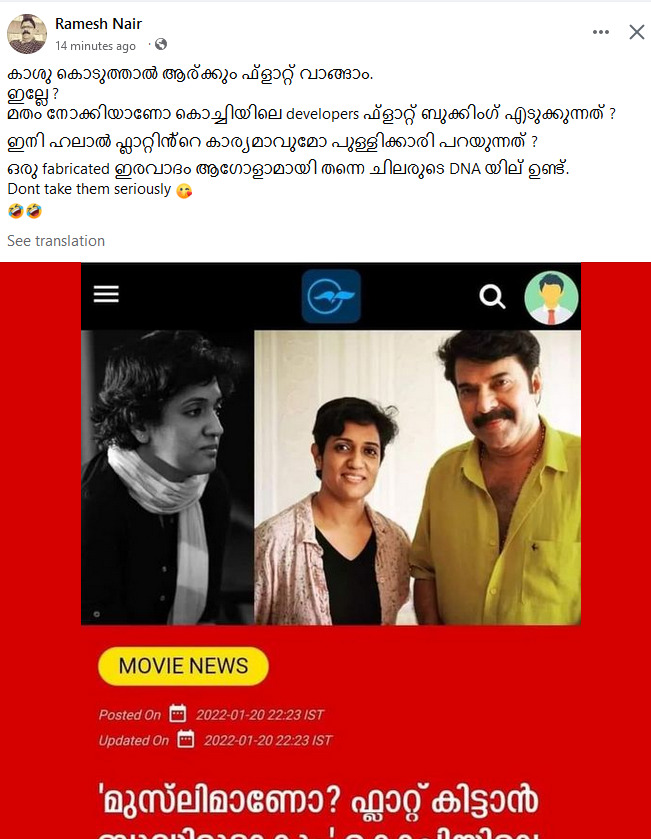 Ramesh Nair
14 minutes ago ·
കാശു കൊടുത്താൽ ആര്ക്കും ഫ്ളാറ്റ് വാങ്ങാം.
ഇല്ലേ ?
മതം നോക്കിയാണോ കൊച്ചിയിലെ developers ഫ്ളാറ്റ് ബുക്കിംഗ് എടുക്കുന്നത് ?
ഇനി ഹലാൽ ഫ്ലാറ്റിൻ്റെ കാര്യമാവുമോ പുള്ളിക്കാരി പറയുന്നത് ?
ഒരു fabricated ഇരവാദം ആഗോളാമായി തന്നെ ചിലരുടെ DNA യില് ഉണ്ട്.
Dont take them seriously 😋
🤣🤣
See translation
MOVIE NEWS
Posted On 2022-01-20 22:23 IST
Updated On 2022-01-20 22:23 IST
'മുസ്‌ലിമാണോ? ഫ്ലാറ്റ് കിട്ടാൻ